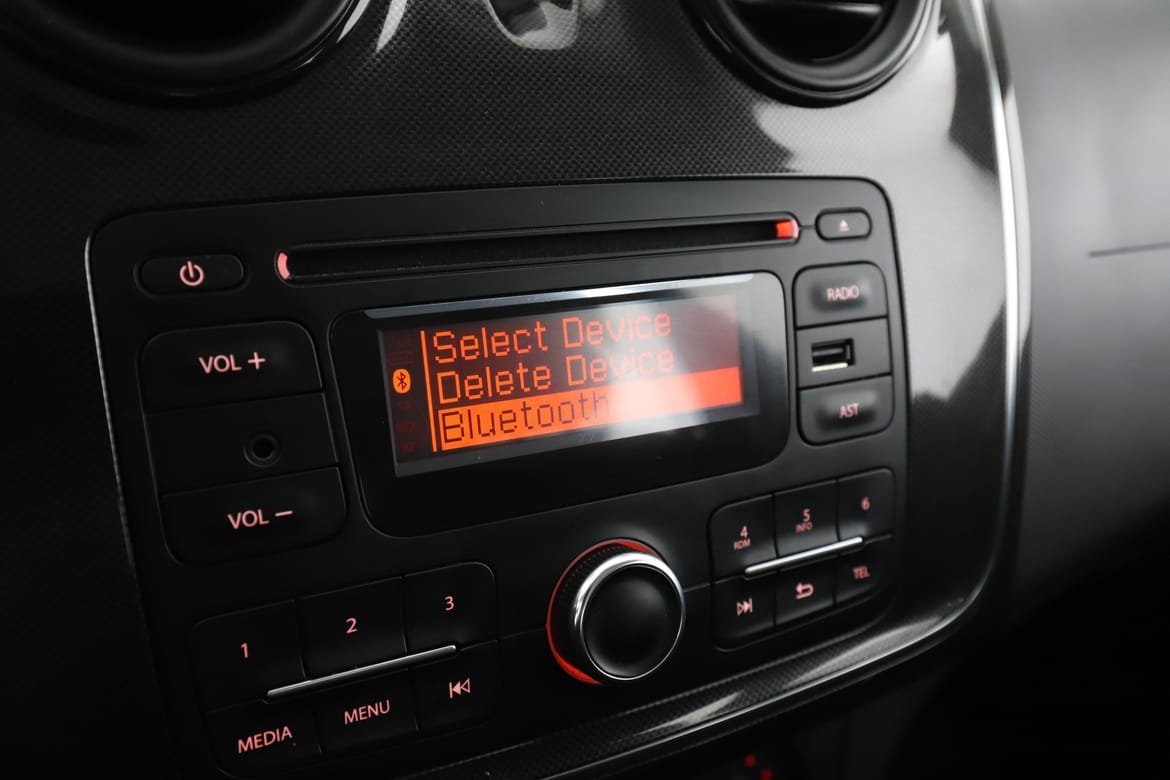 RADIO
VOL +
Select Device
Delete Device
Bluetooth
AST
VOL −
4
RDM
5
INFO
6
1
2
3
TEL
MEDIA
MENU